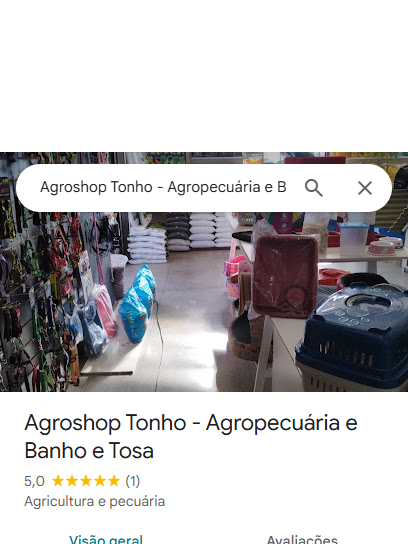 Agroshop Tonho - Agropecuária e B
Agroshop Tonho - Agropecuária e
Banho e Tosa
5,0 ★★★★★ (1)
Agricultura e pecuária
Visão geral Avaliações